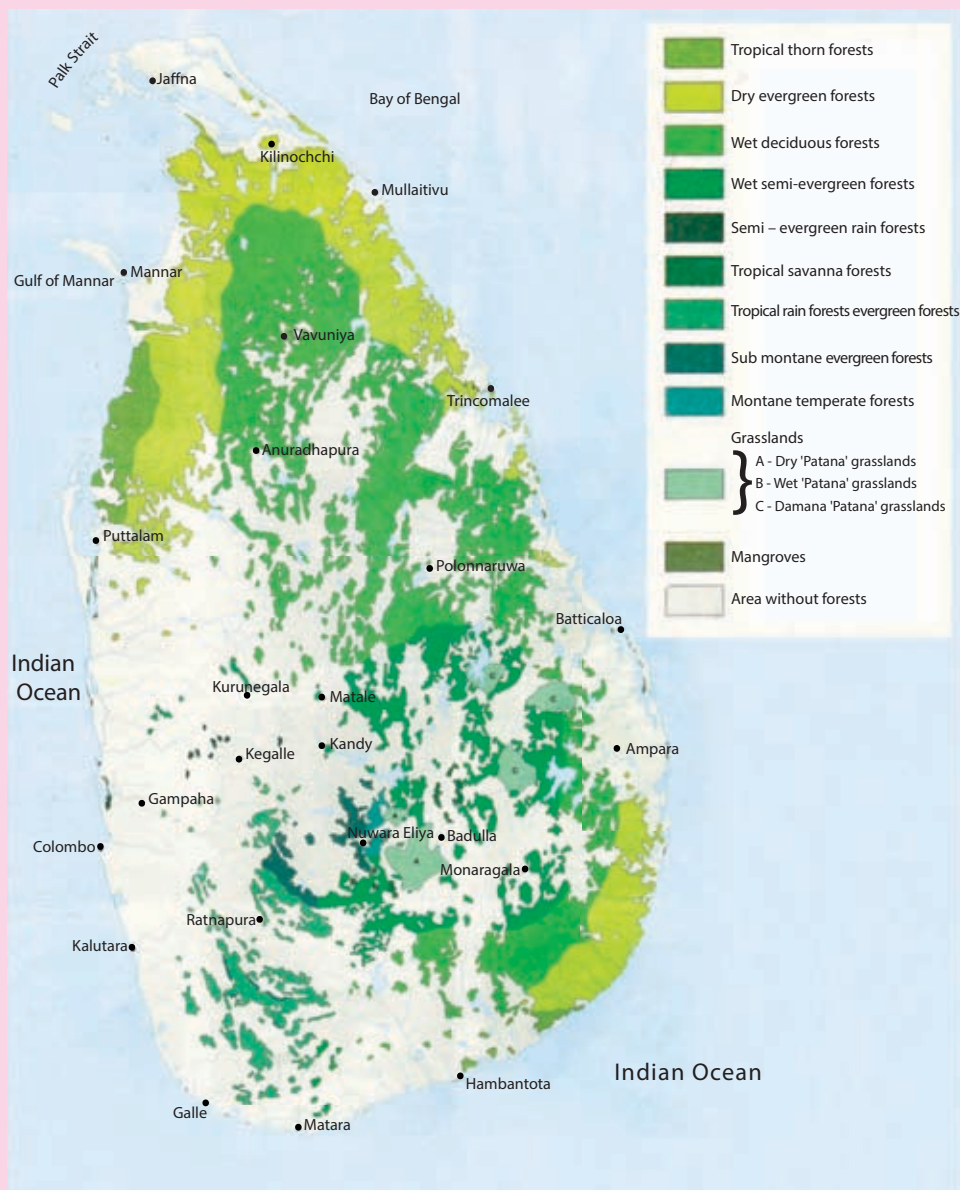 Palk Strait
Jaffna
Bay of Bengal
Kilinochchi
Mullaitivu
Mannar
Gulf of Mannar
Vavuniya
Trincomalee
Anuradhapura
Puttalam
Polonnaruwa
Batticaloa
Indian
Ocean
Kurunegala
Matale
Kandy
Kegalle
Ampara
Gampaha
Nuwara Eliya
Badulla
Colombo
Monaragala
Ratnapura
Kalutara
Indian Ocean
Hambantota
Galle
Matara
Tropical thorn forests
Dry evergreen forests
Wet deciduous forests
Wet semi-evergreen forests
Semi – evergreen rain forests
Tropical savanna forests
Tropical rain forests evergreen forests
Sub montane evergreen forests
Montane temperate forests
Grasslands
A - Dry 'Patana' grasslands
B - Wet 'Patana' grasslands
C - Damana 'Patana' grasslands
Mangroves
Area without forests